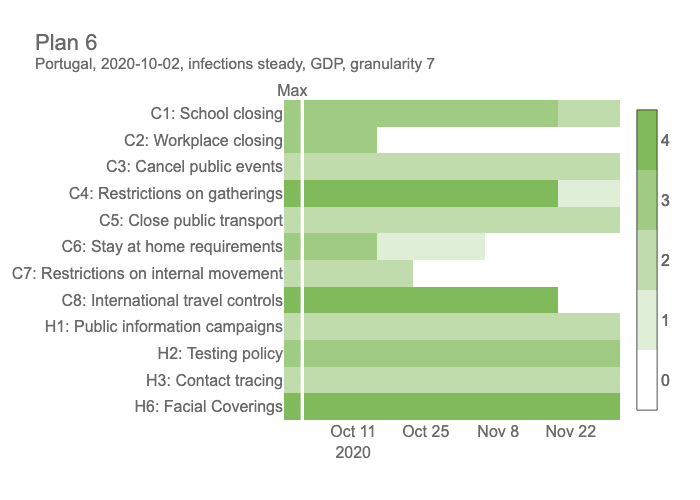 Plan 6
Portugal, 2020-10-02, infections steady, GDP, granularity 7
Max
C1: School closing
C2: Workplace closing
C3: Cancel public events
C4: Restrictions on gatherings
C5: Close public transport
C6: Stay at home requirements
C7: Restrictions on internal movement
C8: International travel controls
H1: Public information campaigns
H2: Testing policy
H3: Contact tracing
H6: Facial Coverings
Oct 11 Oct 25 Nov 8 Nov 22
2020
4
3
2
1
0